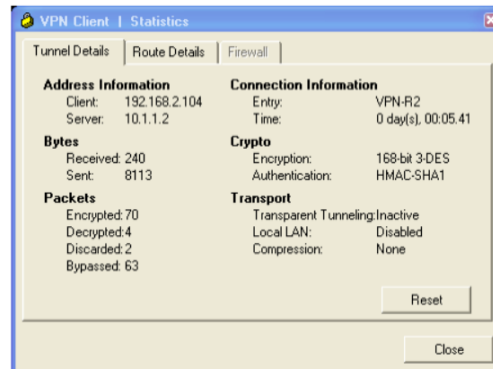 VPN Client | Statistics
Tunnel Details Route Details Firewall
Address Information
Client: 192.168.2.104
Server: 10.1.1.2
Connection Information
Entry: VPN-R2
Time: 0 day(s), 00:05.41
Bytes
Received: 240
Sent: 8113
Crypto
Encryption: 168-bit 3-DES
Authentication: HMAC-SHA1
Packets
Encrypted: 70
Decrypted: 4
Discarded: 2
Bypassed: 63
Transport
Transparent Tunneling: Inactive
Local LAN: Disabled
Compression: None
Reset
Close